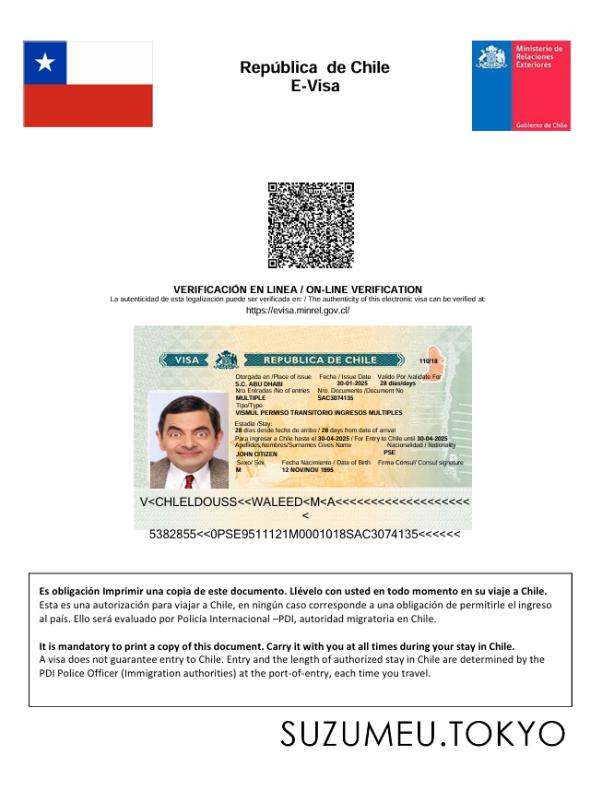 República de Chile
E-Visa
Ministerio de
Relaciones
Exteriores
Gobierno de Chile
VERIFICACIÓN EN LINEA / ON-LINE VERIFICATION
La autenticidad de esta legalización puede ser verificada en: / The authenticity of this electronic visa can be verified at:
https://evisa.minrel.gov.cl/
VISA REPUBLICA DE CHILE 110/18
Otorgada en /Place of issue Fecha / Issue Date Valido Por /validate For
S.C. ABU DHABI 30-01-2025 28 dias/days
Nro Entradas /No of entries Nro. Documento /Document No
MULTIPLE SAC3074135
Tipo/Type
VISMUL PERMISO TRANSITORIO INGRESOS MULTIPLES
Estadia /Stay:
28 dias desde feche de arribo / 28 days from date of arrival
Para ingresar a Chile hasta el 30-04-2025 / For Entry to Chile until 30-04-2025
Apellidos,Nombres/Surnames Gives Name Nacionalidad / Nationality
JOHN CITIZEN PSE
Sexo/ Sex Fecha Nacimiento / Date of Birth Firma Consul/ Consul signature
M 12 NOV/NOV 1995
V<CHLELDOUSS<<WALEED<M<A<<<<<<<<<<<<<<<<<<<
<
5382855<<0PSE9511121M0001018SAC3074135<<<<<<
Es obligación Imprimir una copia de este documento. Llévelo con usted en todo momento en su viaje a Chile.
Esta es una autorización para viajar a Chile, en ningún caso corresponde a una obligación de permitirle el ingreso
al país. Ello será evaluado por Policía Internacional –PDI, autoridad migratoria en Chile.
It is mandatory to print a copy of this document. Carry it with you at all times during your stay in Chile.
A visa does not guarantee entry to Chile. Entry and the length of authorized stay in Chile are determined by the
PDI Police Officer (Immigration authorities) at the port-of-entry, each time you travel.
SUZUMEU.TOKYO